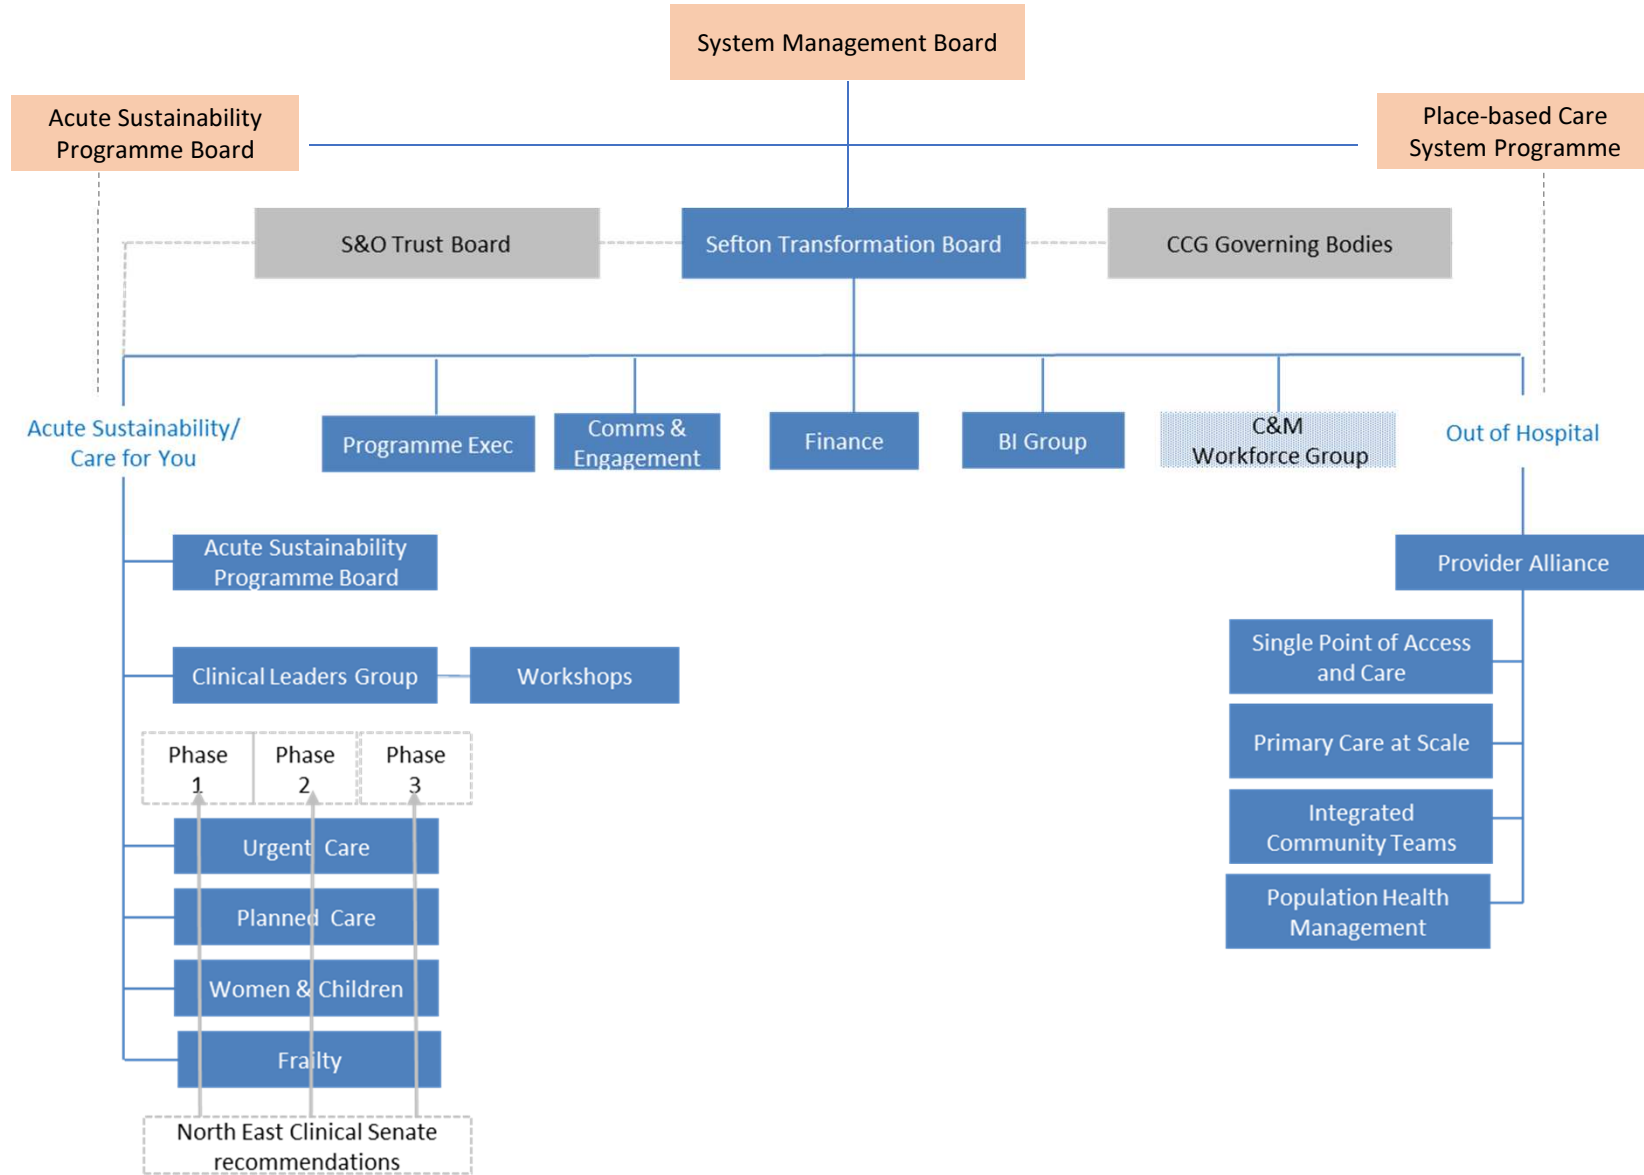 System Management Board
Acute Sustainability
Programme Board
Place-based Care
System Programme
S&O Trust Board
Sefton Transformation Board
CCG Governing Bodies
Acute Sustainability/
Care for You
Programme Exec
Comms &
Engagement
Finance
BI Group
C&M
Workforce Group
Out of Hospital
Acute Sustainability
Programme Board
Provider Alliance
Clinical Leaders Group
Workshops
Single Point of Access
and Care
Phase
1
Phase
2
Phase
3
Primary Care at Scale
Urgent Care
Integrated
Community Teams
Planned Care
Population Health
Management
Women & Children
Frailty
North East Clinical Senate
recommendations